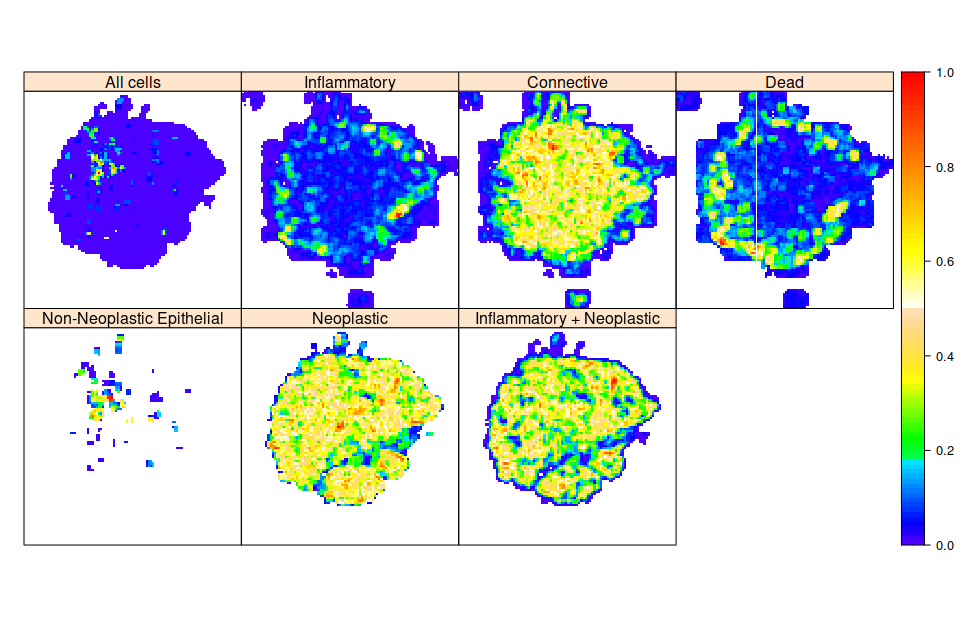 All cells
Inflammatory
Connective
Dead
1.0
0.8
0.6
0.4
0.2
0.0
Non-Neoplastic Epithelial
Neoplastic
Inflammatory + Neoplastic